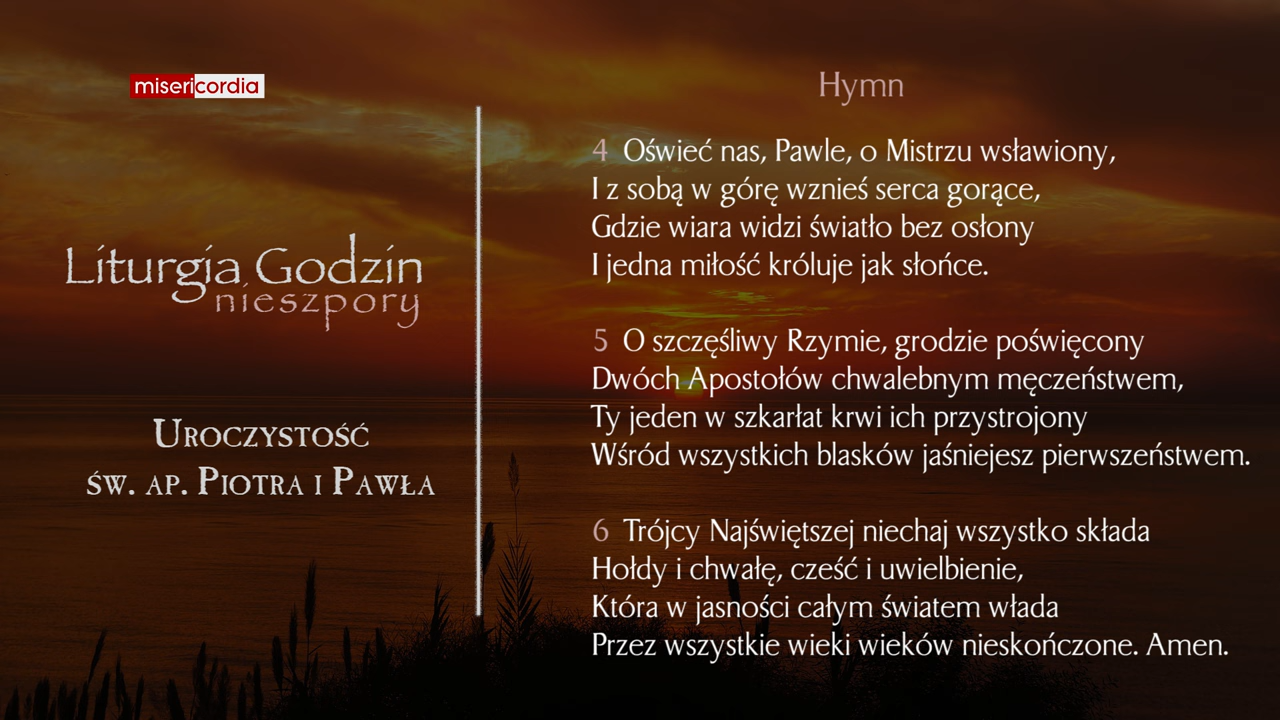 misericordia
Liturgia Godzin
nieszpory
Uroczystość
św. ap. Piotra i Pawła
Hymn
4 Oświeć nas, Pawle, o Mistrzu wsławiony,
I z sobą w górę wznieś serca gorące,
Gdzie wiara widzi światło bez osłony
I jedna miłość króluje jak słońce.
5 O szczęśliwy Rzymie, grodzie poświęcony
Dwóch Apostołów chwalebnym męczeństwem,
Ty jeden w szkarłat krwi ich przystrojony
Wśród wszystkich blasków jaśniejesz pierwszeństwem.
6 Trójcy Najświętszej niechaj wszystko składa
Hołdy i chwałę, cześć i uwielbienie,
Która w jasności całym światem włada
Przez wszystkie wieki wieków nieskończone. Amen.